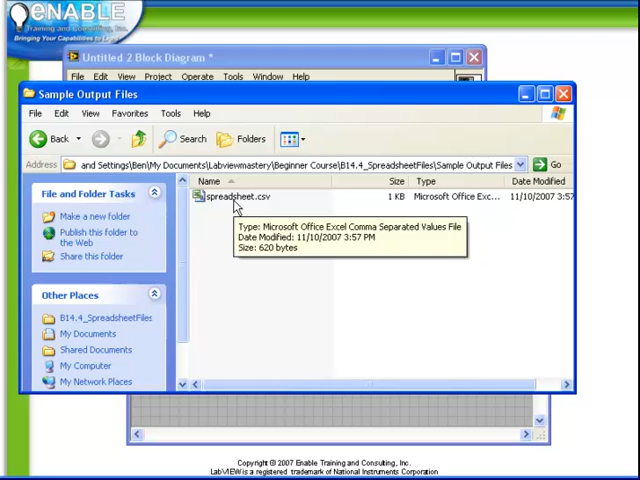 eNABLE
Training and Consulting, Inc.
Bringing Your Capabilities to Light
Untitled 2 Block Diagram *
File Edit View Project Operate Tools Window Help
Sample Output Files
File Edit View Favorites Tools Help
Back Search Folders
Address and Settings\Ben\My Documents\Labviewmastery\Beginner Course\B14.4_SpreadsheetFiles\Sample Output Files Go
Name Size Type Date Modified
spreadsheet.csv 1 KB Microsoft Office Exc... 11/10/2007 3:57
Type: Microsoft Office Excel Comma Separated Values File
Date Modified: 11/10/2007 3:57 PM
Size: 620 bytes
File and Folder Tasks
Make a new folder
Publish this folder to
the Web
Share this folder
Other Places
B14.4_SpreadsheetFiles
My Documents
Shared Documents
My Computer
My Network Places
Copyright © 2007 Enable Training and Consulting, Inc.
LabVIEW is a registered trademark of National Instruments Corporation